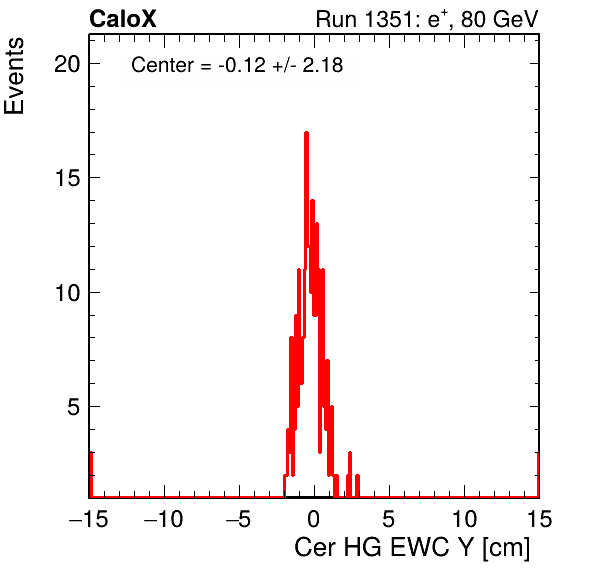 CaloX Run 1351: e⁺, 80 GeV
Events
Center = -0.12 +/- 2.18
20
15
10
5
−15 −10 −5 0 5 10 15
Cer HG EWC Y [cm]